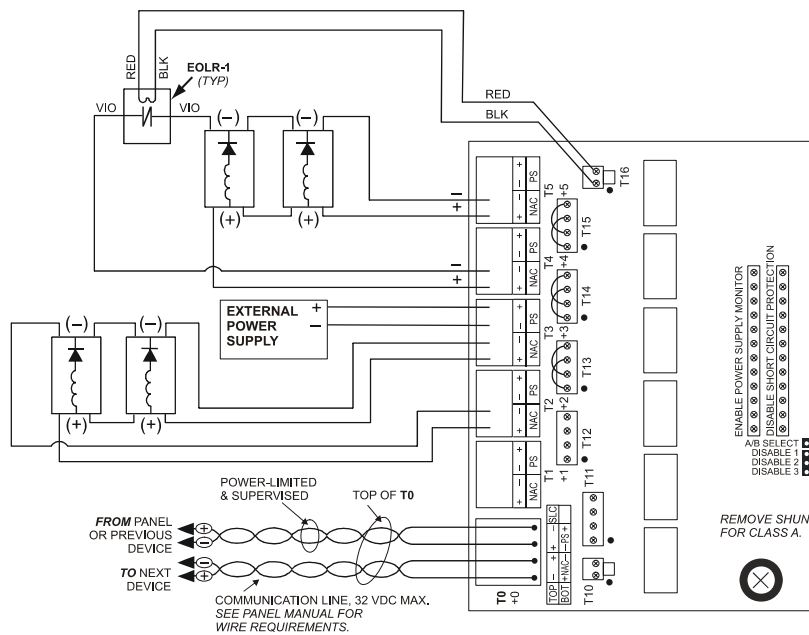 RED
BLK
EOLR-1
(TYP)
VIO
VIO
RED
BLK
(−)
(−)
(+)
(+)
−
+
−
+
T16
+ − + −
PS
NAC
T5
+5
T15
+ − + −
PS
NAC
T4
+4
T14
EXTERNAL
POWER
SUPPLY
+
−
+ − + −
PS
NAC
T3
+3
T13
(−)
(−)
(+)
(+)
+ − + −
PS
NAC
T2
+2
T12
+ − + −
PS
NAC
T1
+1
T11
ENABLE POWER SUPPLY MONITOR
DISABLE SHORT CIRCUIT PROTECTION
A/B SELECT
DISABLE 1
DISABLE 2
DISABLE 3
REMOVE SHUN
FOR CLASS A.
POWER-LIMITED
& SUPERVISED
TOP OF T0
FROM PANEL
OR PREVIOUS
DEVICE
+
−
TO NEXT
DEVICE
−
+
COMMUNICATION LINE, 32 VDC MAX.
SEE PANEL MANUAL FOR
WIRE REQUIREMENTS.
T0
+0
TOP − + + − SLC
BOT + NAC − − PS +
T10